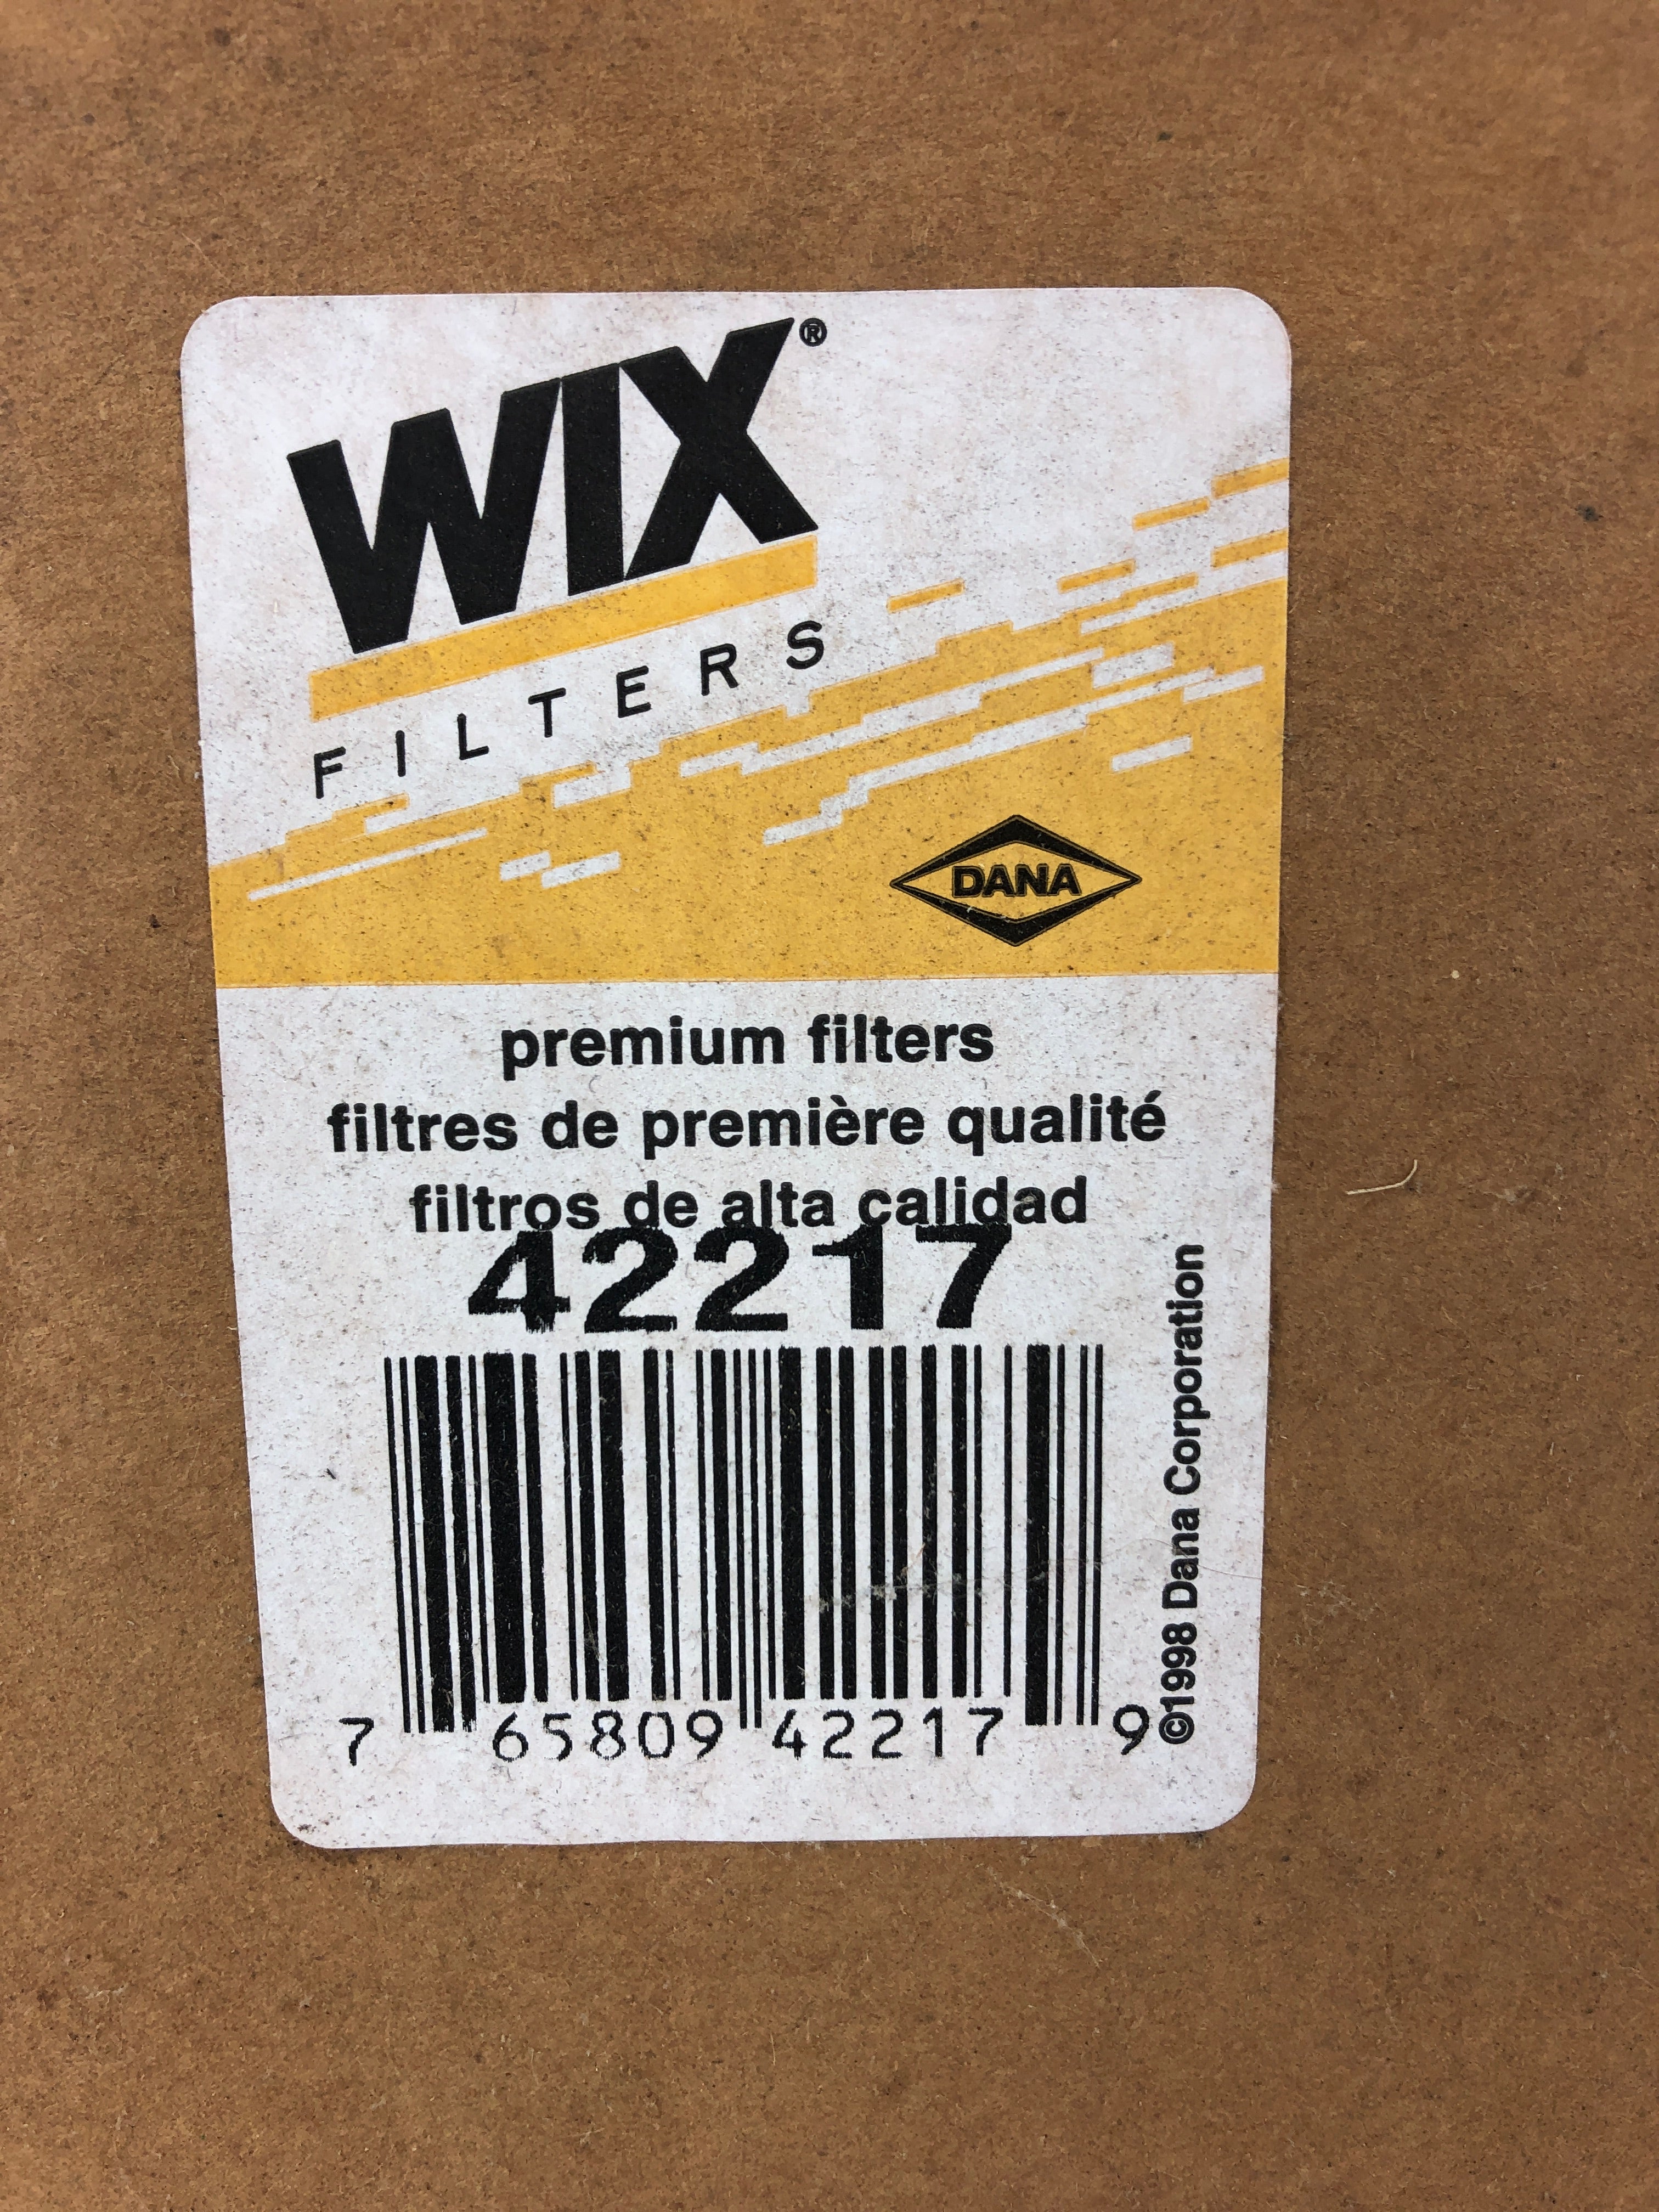 WIX®
FILTERS
DANA
premium filters
filtres de première qualité
filtros de alta calidad
42217
7 65809 42217 9
©1998 Dana Corporation